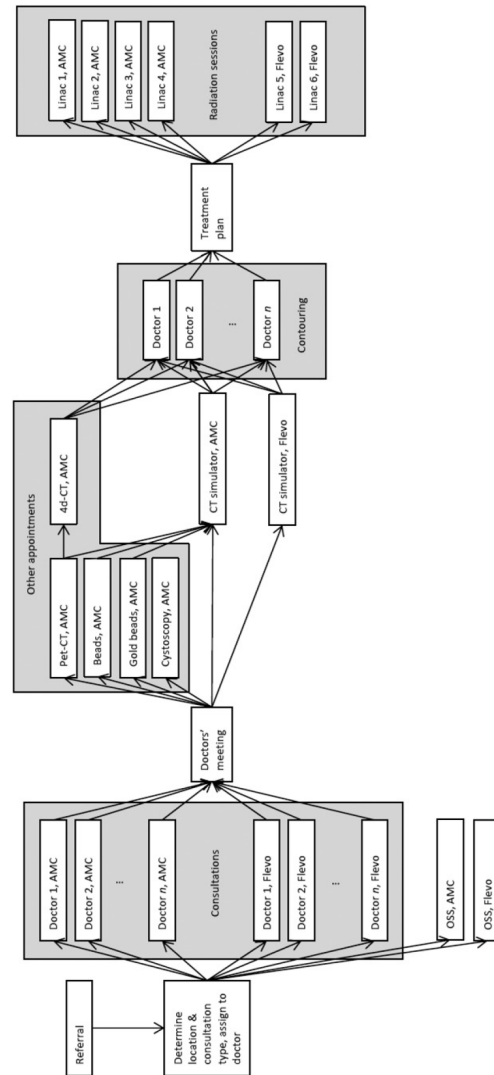 Referral
Determine
location &
consultation
type, assign to
doctor
Consultations
Doctor 1, AMC
Doctor 2, AMC
...
Doctor n, AMC
Doctor 1, Flevo
Doctor 2, Flevo
...
Doctor n, Flevo
OSS, AMC
OSS, Flevo
Doctors'
meeting
Other appointments
Pet-CT, AMC
Beads, AMC
Gold beads, AMC
Cystoscopy, AMC
4d-CT, AMC
CT simulator, AMC
CT simulator, Flevo
Doctor 1
Doctor 2
...
Doctor n
Contouring
Treatment
plan
Linac 1, AMC
Linac 2, AMC
Linac 3, AMC
Linac 4, AMC
Radiation sessions
Linac 5, Flevo
Linac 6, Flevo